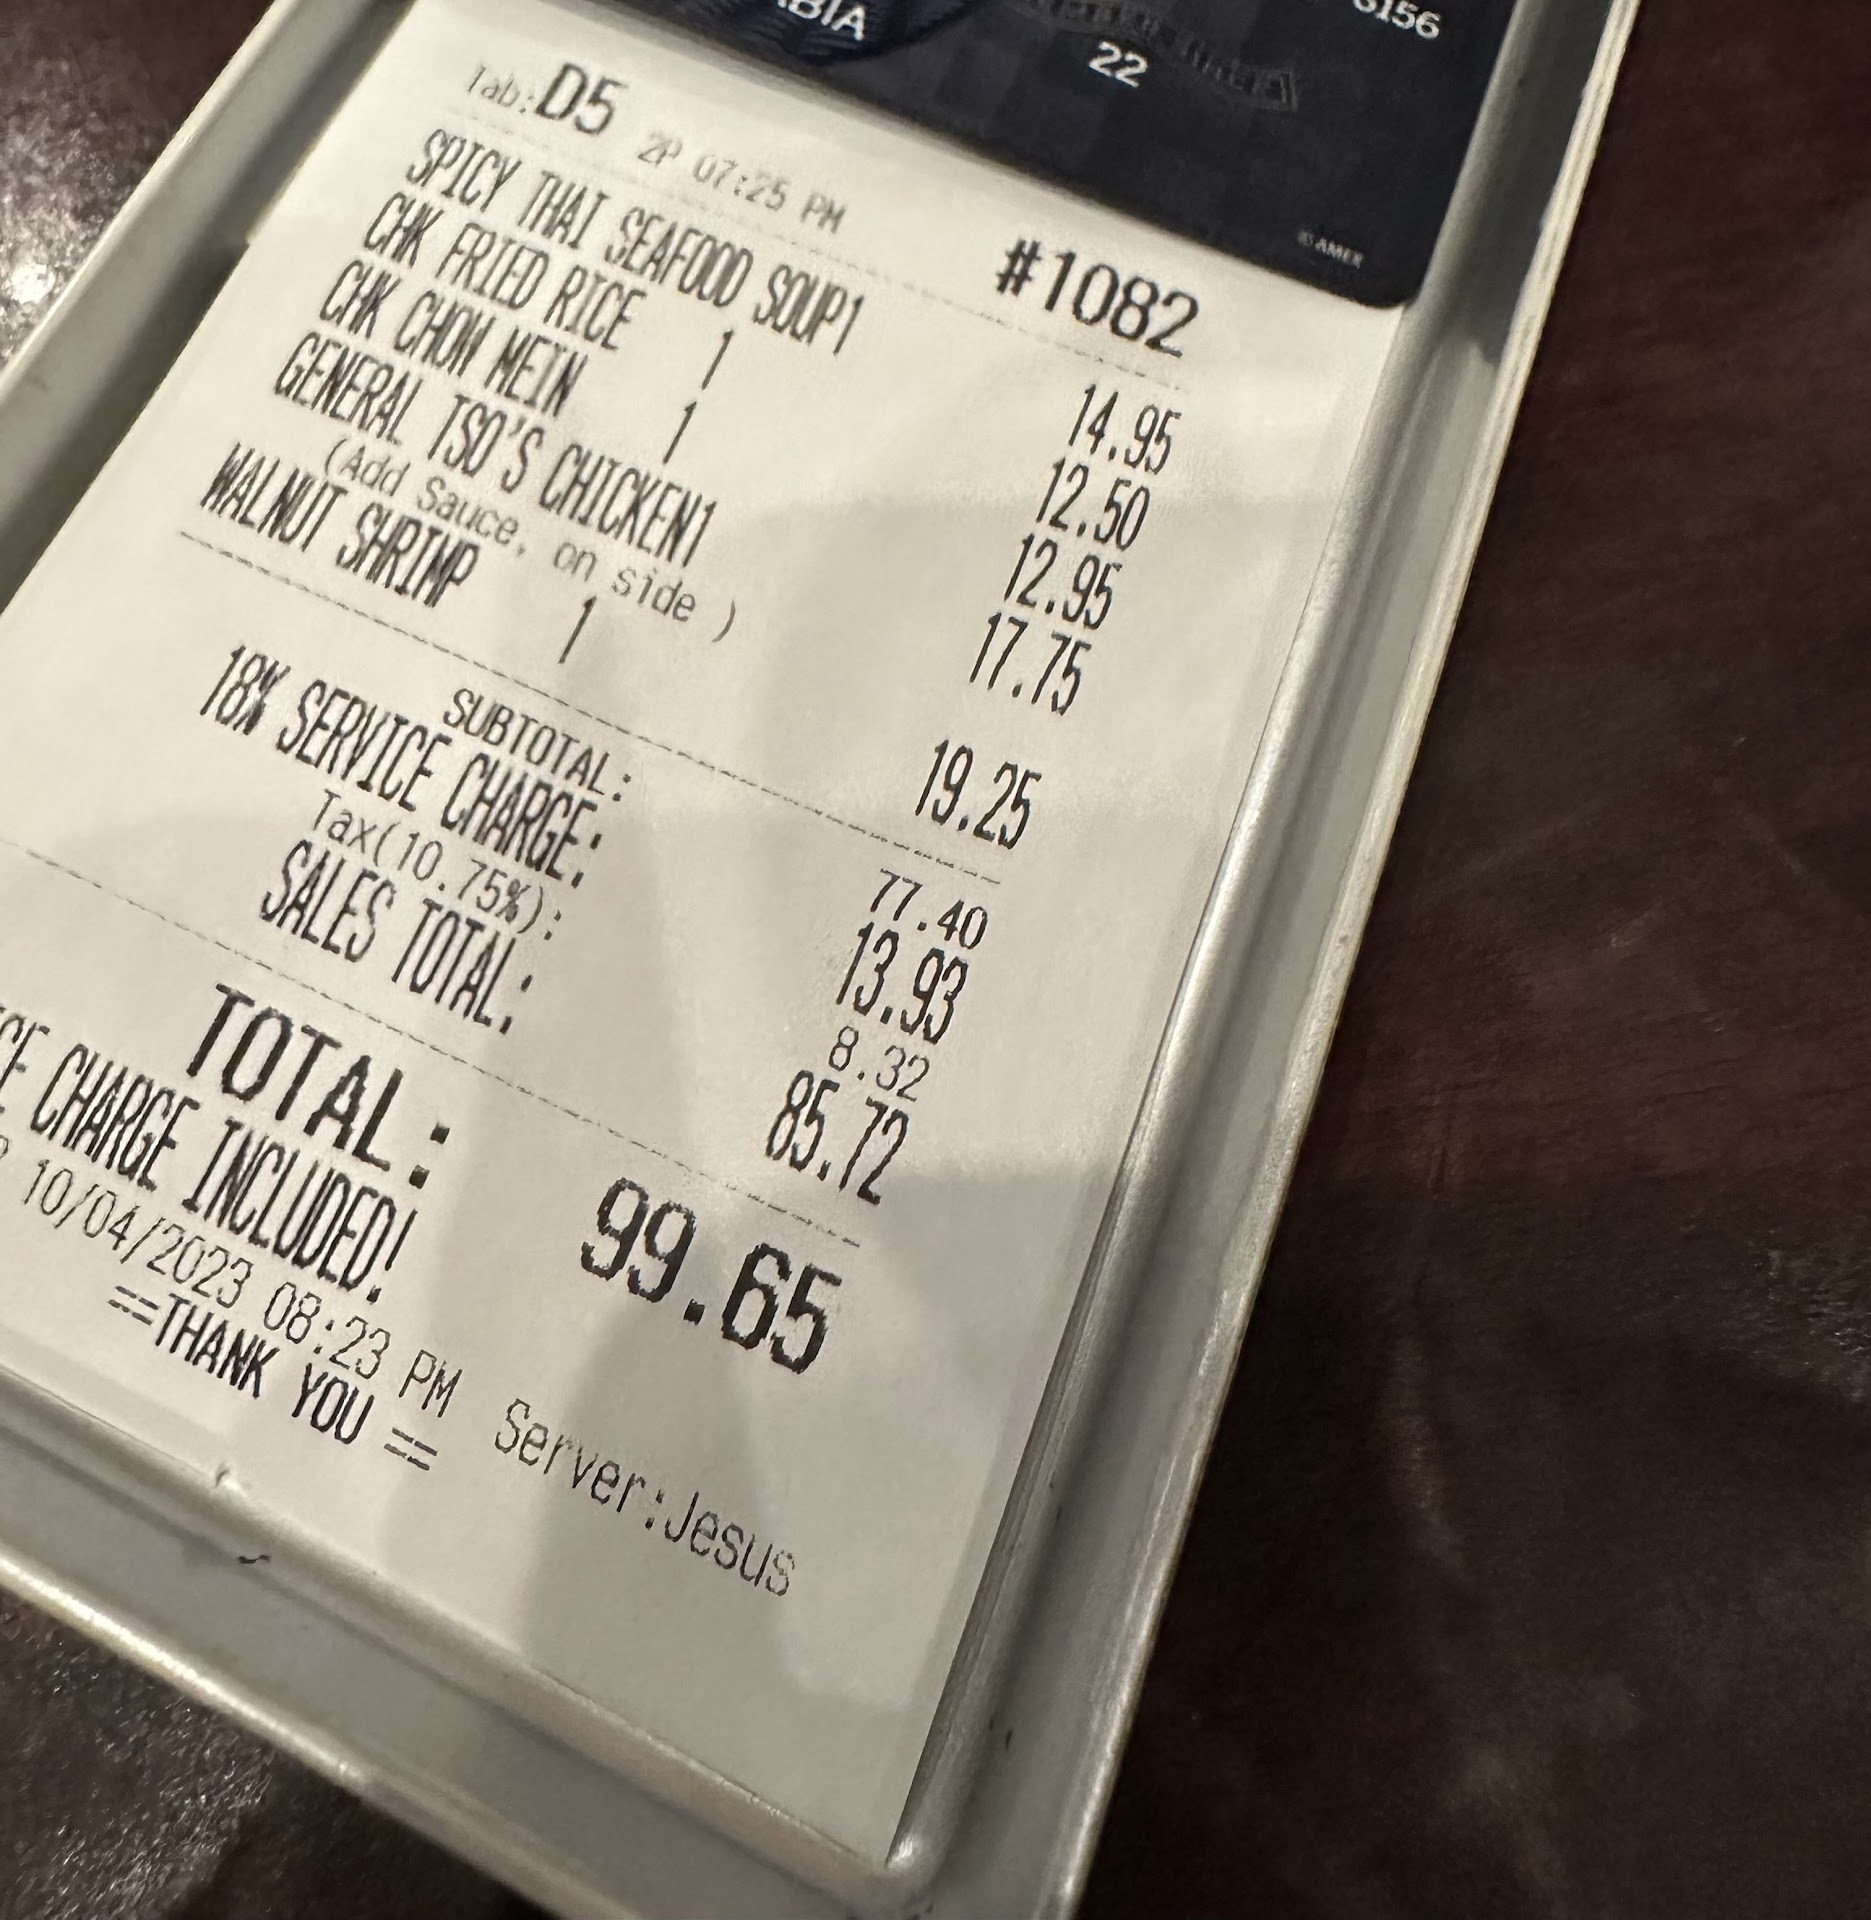 22
AMEX
Tab:D5 2P 07:25 PM #1082
SPICY THAI SEAFOOD SOUP1 14.95
CHK FRIED RICE 1 12.50
CHK CHOW MEIN 1 12.95
GENERAL TSO'S CHICKEN1 17.75
(Add Sauce, on side )
WALNUT SHRIMP 1 19.25
SUBTOTAL: 77.40
18% SERVICE CHARGE: 13.93
Tax(10.75%): 8.32
SALES TOTAL: 85.72
TOTAL: 99.65
CHARGE INCLUDED!
10/04/2023 08:23 PM Server:Jesus
==THANK YOU ==